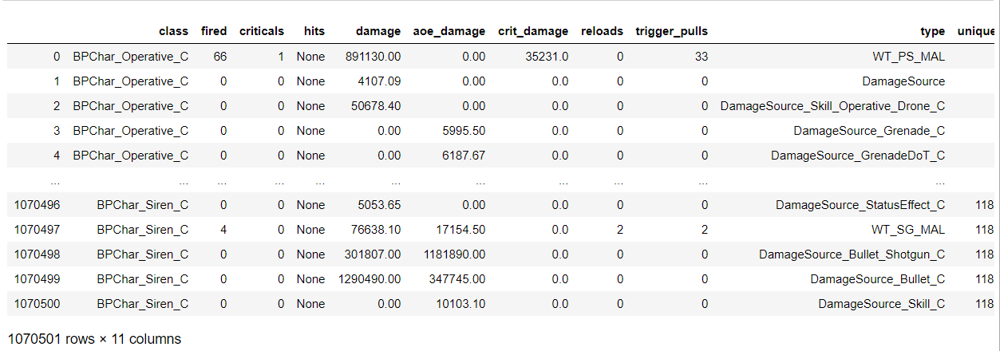 class fired criticals hits damage aoe_damage crit_damage reloads trigger_pulls type unique
0 BPChar_Operative_C 66 1 None 891130.00 0.00 35231.0 0 33 WT_PS_MAL
1 BPChar_Operative_C 0 0 None 4107.09 0.00 0.0 0 0 DamageSource
2 BPChar_Operative_C 0 0 None 50678.40 0.00 0.0 0 0 DamageSource_Skill_Operative_Drone_C
3 BPChar_Operative_C 0 0 None 0.00 5995.50 0.0 0 0 DamageSource_Grenade_C
4 BPChar_Operative_C 0 0 None 0.00 6187.67 0.0 0 0 DamageSource_GrenadeDoT_C
... ... ... ... ... ... ... ... ... ... ...
1070496 BPChar_Siren_C 0 0 None 5053.65 0.00 0.0 0 0 DamageSource_StatusEffect_C 118
1070497 BPChar_Siren_C 4 0 None 76638.10 17154.50 0.0 2 2 WT_SG_MAL 118
1070498 BPChar_Siren_C 0 0 None 301807.00 1181890.00 0.0 0 0 DamageSource_Bullet_Shotgun_C 118
1070499 BPChar_Siren_C 0 0 None 1290490.00 347745.00 0.0 0 0 DamageSource_Bullet_C 118
1070500 BPChar_Siren_C 0 0 None 0.00 10103.10 0.0 0 0 DamageSource_Skill_C 118
1070501 rows × 11 columns